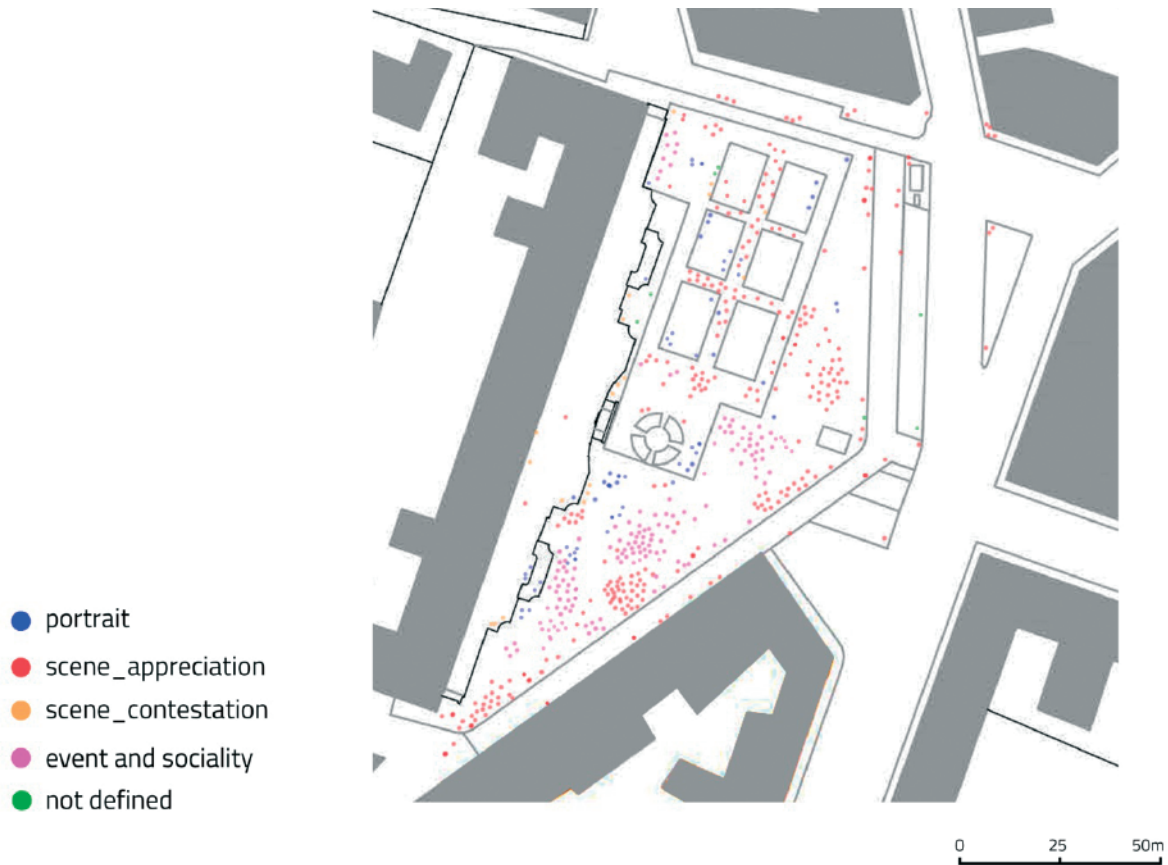 portrait
scene_appreciation
scene_contestation
event and sociality
not defined
0 25 50m